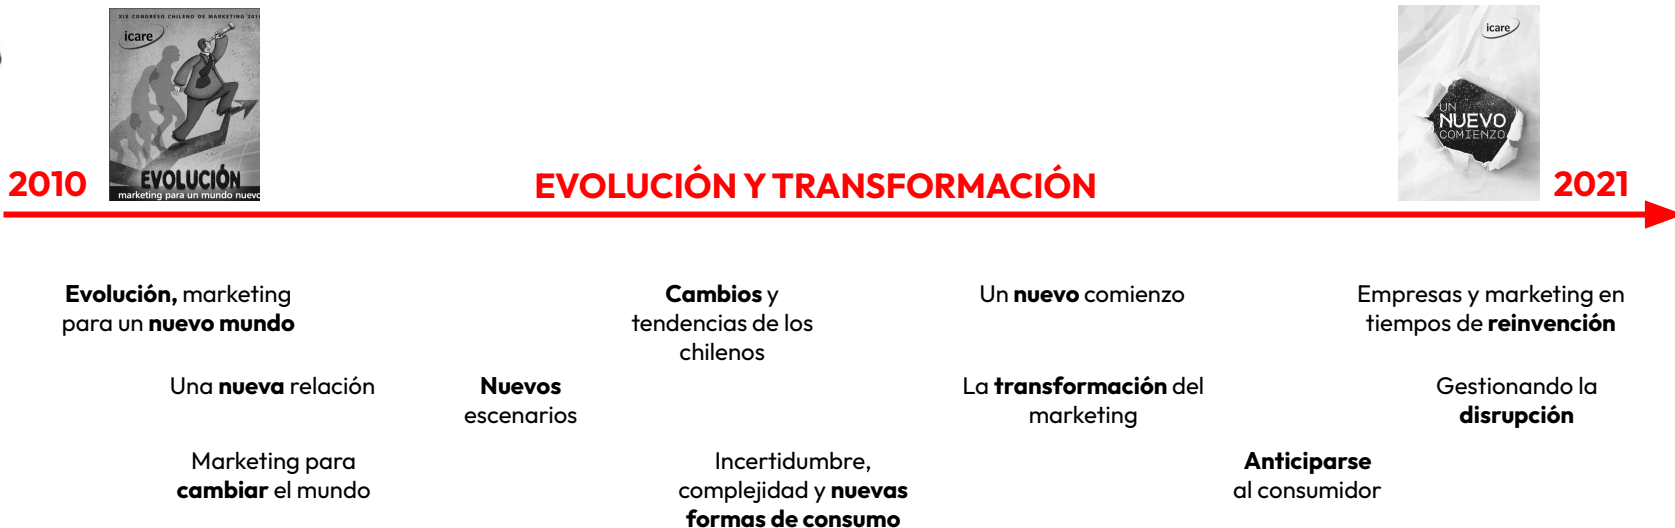 XIX CONGRESO CHILENO DE MARKETING 201
icare
EVOLUCIÓN
marketing para un mundo nuevo
icare
UN
NUEVO
COMIENZO
2010
EVOLUCIÓN Y TRANSFORMACIÓN
2021
Evolución, marketing
para un nuevo mundo
Cambios y
tendencias de los
chilenos
Un nuevo comienzo
Empresas y marketing en
tiempos de reinvención
Una nueva relación
Nuevos
escenarios
La transformación del
marketing
Gestionando la
disrupción
Marketing para
cambiar el mundo
Incertidumbre,
complejidad y nuevas
formas de consumo
Anticiparse
al consumidor